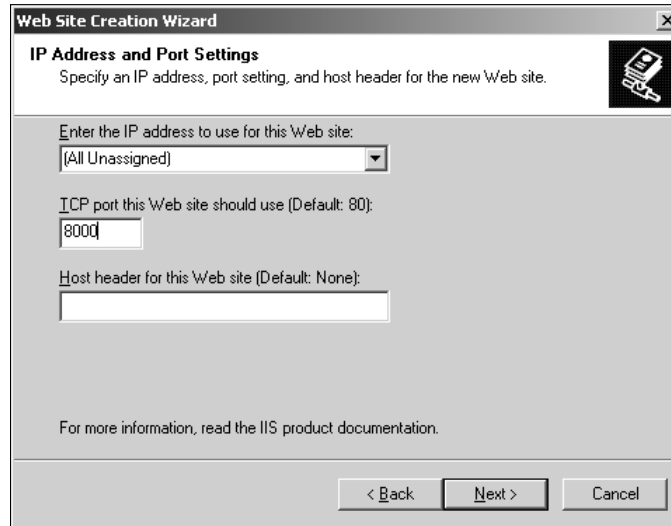 Web Site Creation Wizard
IP Address and Port Settings
Specify an IP address, port setting, and host header for the new Web site.
Enter the IP address to use for this Web site:
(All Unassigned)
TCP port this Web site should use (Default: 80):
8000
Host header for this Web site (Default: None):
For more information, read the IIS product documentation.
< Back Next > Cancel